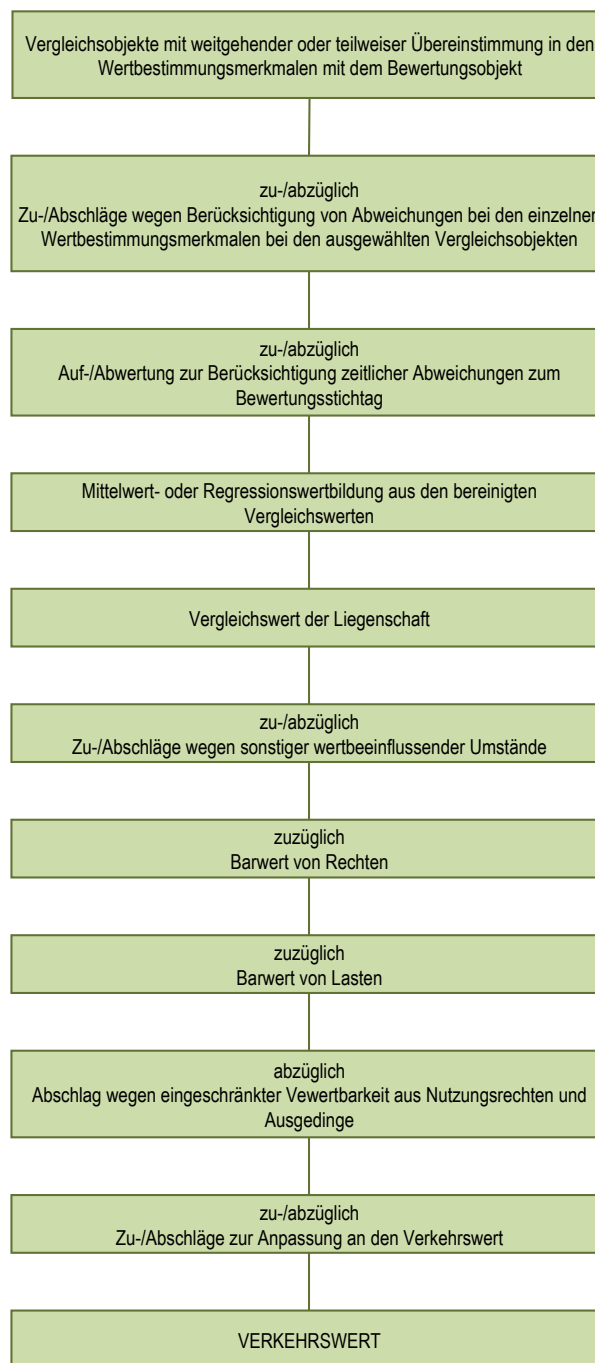 Vergleichsobjekte mit weitgehender oder teilweiser Übereinstimmung in den
Wertbestimmungsmerkmalen mit dem Bewertungsobjekt
zu-/abzüglich
Zu-/Abschläge wegen Berücksichtigung von Abweichungen bei den einzelnen
Wertbestimmungsmerkmalen bei den ausgewählten Vergleichsobjekten
zu-/abzüglich
Auf-/Abwertung zur Berücksichtigung zeitlicher Abweichungen zum
Bewertungsstichtag
Mittelwert- oder Regressionswertbildung aus den bereinigten
Vergleichswerten
Vergleichswert der Liegenschaft
zu-/abzüglich
Zu-/Abschläge wegen sonstiger wertbeeinflussender Umstände
zuzüglich
Barwert von Rechten
zuzüglich
Barwert von Lasten
abzüglich
Abschlag wegen eingeschränkter Vewertbarkeit aus Nutzungsrechten und
Ausgedinge
zu-/abzüglich
Zu-/Abschläge zur Anpassung an den Verkehrswert
VERKEHRSWERT